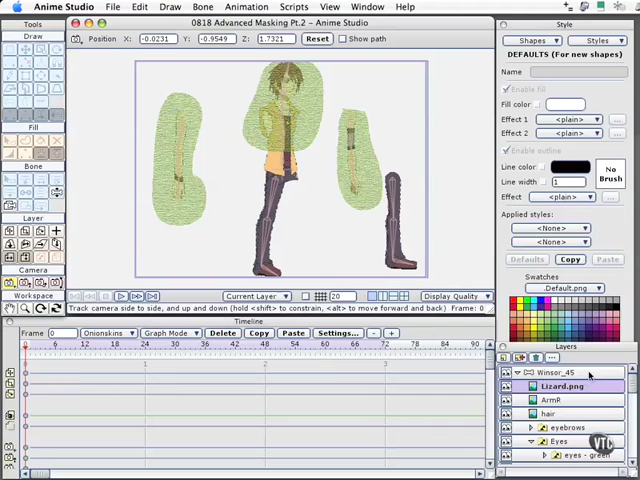 Anime Studio File Edit Draw Bone Animation Scripts View Window Help
Tools
Draw
Fill
Bone
Layer
Camera
Workspace
0818 Advanced Masking Pt.2 - Anime Studio
Position X: -0.0231 Y: -0.9549 Z: 1.7321 Reset Show path
Current Layer 20 Display Quality
Track camera side to side, and up and down (hold <shift> to constrain, <alt> to move forward and back) Frame: 0
Style
Shapes Styles
DEFAULTS (For new shapes)
Name
Enable fill
Fill color
Effect 1 <plain> ...
Effect 2 <plain> ...
Enable outline
Line color
Line width 1
No Brush
Effect <plain> ...
Applied styles:
<None>
<None>
Defaults Copy Paste
Swatches
.Default.png
Timeline
Frame 0 Onionskins Graph Mode Delete Copy Paste Settings... - +
0 6 12 18 24 30 36 42 48 54 60 66 72 78 84 90
1 2 3
Layers
Winsor_45
Lizard.png
ArmR
hair
eyebrows
Eyes
eyes - green
VTC